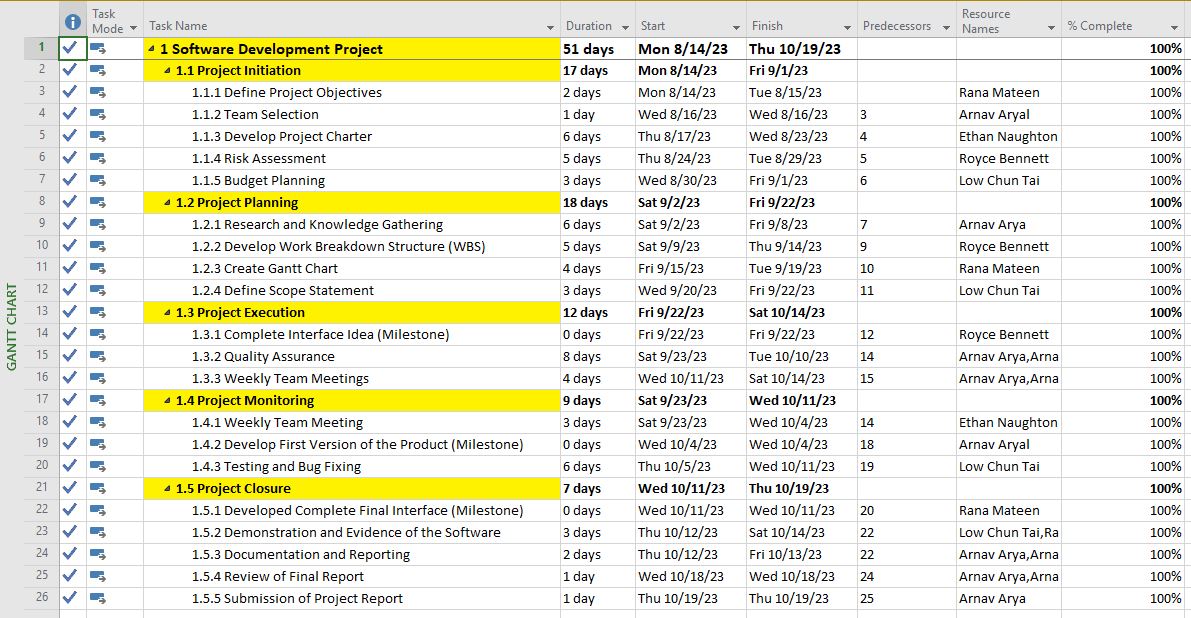 Task Mode Task Name Duration Start Finish Predecessors Resource Names % Complete
1 1 Software Development Project 51 days Mon 8/14/23 Thu 10/19/23 100%
2 1.1 Project Initiation 17 days Mon 8/14/23 Fri 9/1/23 100%
3 1.1.1 Define Project Objectives 2 days Mon 8/14/23 Tue 8/15/23 Rana Mateen 100%
4 1.1.2 Team Selection 1 day Wed 8/16/23 Wed 8/16/23 3 Arnav Aryal 100%
5 1.1.3 Develop Project Charter 6 days Thu 8/17/23 Wed 8/23/23 4 Ethan Naughton 100%
6 1.1.4 Risk Assessment 5 days Thu 8/24/23 Tue 8/29/23 5 Royce Bennett 100%
7 1.1.5 Budget Planning 3 days Wed 8/30/23 Fri 9/1/23 6 Low Chun Tai 100%
8 1.2 Project Planning 18 days Sat 9/2/23 Fri 9/22/23 100%
9 1.2.1 Research and Knowledge Gathering 6 days Sat 9/2/23 Fri 9/8/23 7 Arnav Arya 100%
10 1.2.2 Develop Work Breakdown Structure (WBS) 5 days Sat 9/9/23 Thu 9/14/23 9 Royce Bennett 100%
11 1.2.3 Create Gantt Chart 4 days Fri 9/15/23 Tue 9/19/23 10 Rana Mateen 100%
12 1.2.4 Define Scope Statement 3 days Wed 9/20/23 Fri 9/22/23 11 Low Chun Tai 100%
13 1.3 Project Execution 12 days Fri 9/22/23 Sat 10/14/23 100%
14 1.3.1 Complete Interface Idea (Milestone) 0 days Fri 9/22/23 Fri 9/22/23 12 Royce Bennett 100%
15 1.3.2 Quality Assurance 8 days Sat 9/23/23 Tue 10/10/23 14 Arnav Arya,Arna 100%
16 1.3.3 Weekly Team Meetings 4 days Wed 10/11/23 Sat 10/14/23 15 Arnav Arya,Arna 100%
17 1.4 Project Monitoring 9 days Sat 9/23/23 Wed 10/11/23 100%
18 1.4.1 Weekly Team Meeting 3 days Sat 9/23/23 Wed 10/4/23 14 Ethan Naughton 100%
19 1.4.2 Develop First Version of the Product (Milestone) 0 days Wed 10/4/23 Wed 10/4/23 18 Arnav Aryal 100%
20 1.4.3 Testing and Bug Fixing 6 days Thu 10/5/23 Wed 10/11/23 19 Low Chun Tai 100%
21 1.5 Project Closure 7 days Wed 10/11/23 Thu 10/19/23 100%
22 1.5.1 Developed Complete Final Interface (Milestone) 0 days Wed 10/11/23 Wed 10/11/23 20 Rana Mateen 100%
23 1.5.2 Demonstration and Evidence of the Software 3 days Thu 10/12/23 Sat 10/14/23 22 Low Chun Tai,Ra 100%
24 1.5.3 Documentation and Reporting 2 days Thu 10/12/23 Fri 10/13/23 22 Arnav Arya,Arna 100%
25 1.5.4 Review of Final Report 1 day Wed 10/18/23 Wed 10/18/23 24 Arnav Arya,Arna 100%
26 1.5.5 Submission of Project Report 1 day Thu 10/19/23 Thu 10/19/23 25 Arnav Arya 100%
GANTT CHART